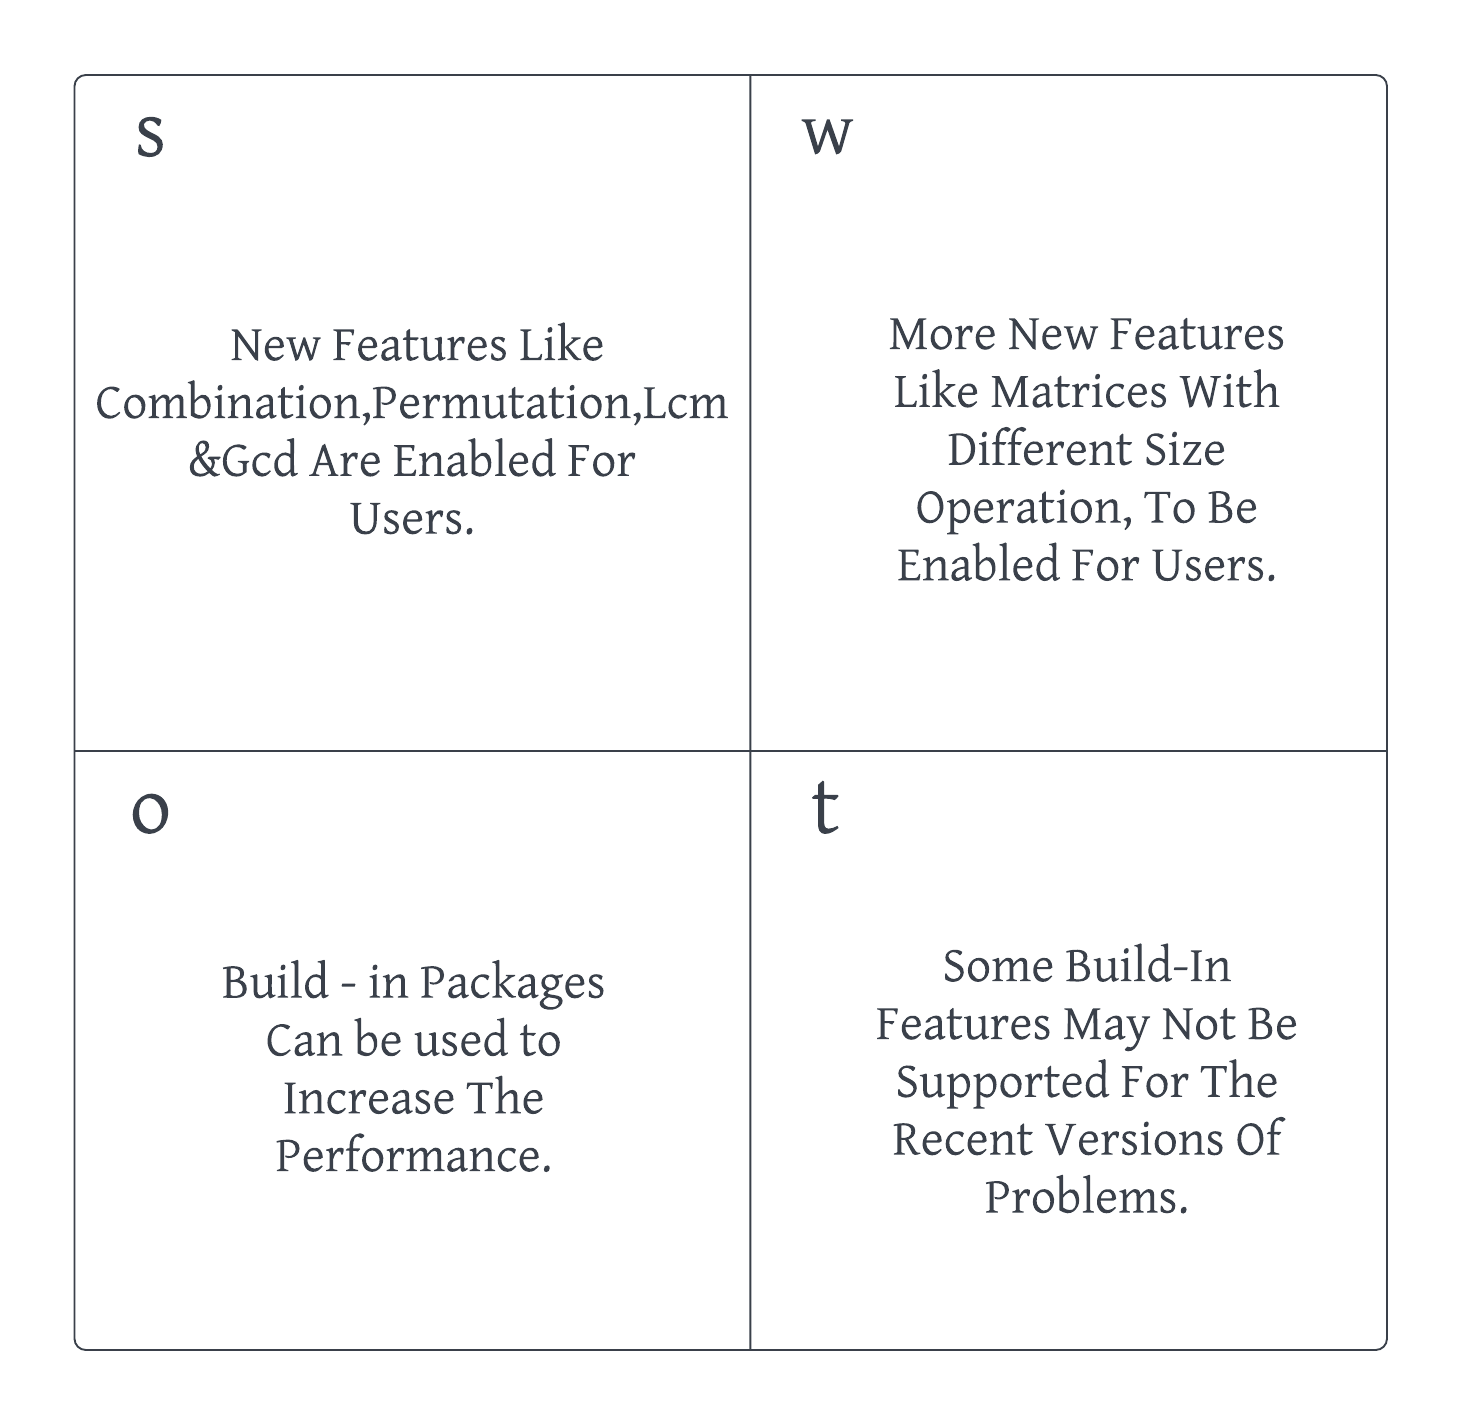 s
New Features Like
Combination,Permutation,Lcm
&Gcd Are Enabled For
Users.
w
More New Features
Like Matrices With
Different Size
Operation, To Be
Enabled For Users.
o
Build - in Packages
Can be used to
Increase The
Performance.
t
Some Build-In
Features May Not Be
Supported For The
Recent Versions Of
Problems.